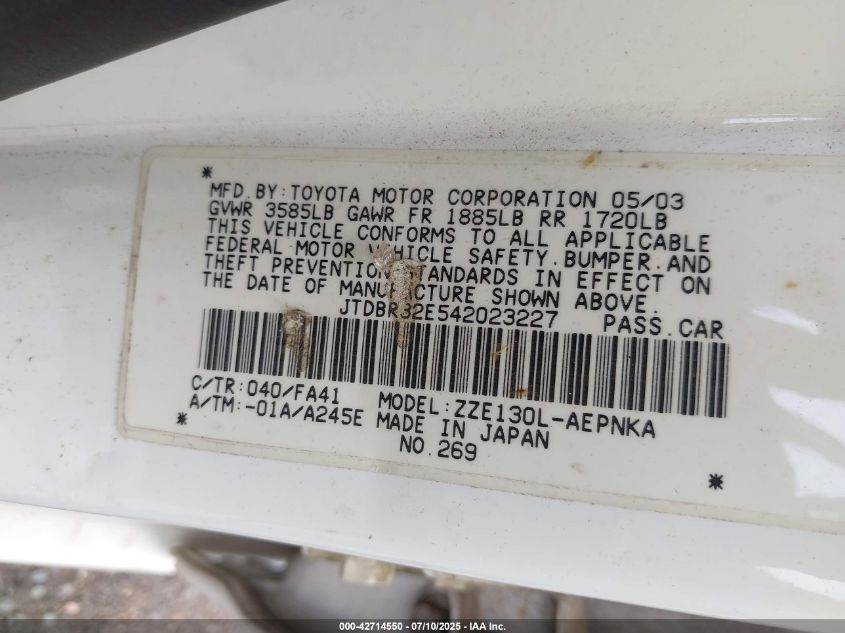 *
MFD. BY: TOYOTA MOTOR CORPORATION 05/03
GVWR 3585LB GAWR FR 1885LB RR 1720LB
THIS VEHICLE CONFORMS TO ALL APPLICABLE
FEDERAL MOTOR VEHICLE SAFETY. BUMPER. AND
THEFT PREVENTION STANDARDS IN EFFECT ON
THE DATE OF MANUFACTURE SHOWN ABOVE.
JTDBR32E542023227 PASS. CAR
C/TR: 040/FA41 MODEL: ZZE130L-AEPNKA
A/TM: -01A/A245E MADE IN JAPAN
NO. 269
*
*
000-42714550 - 07/10/2025 - IAA Inc.